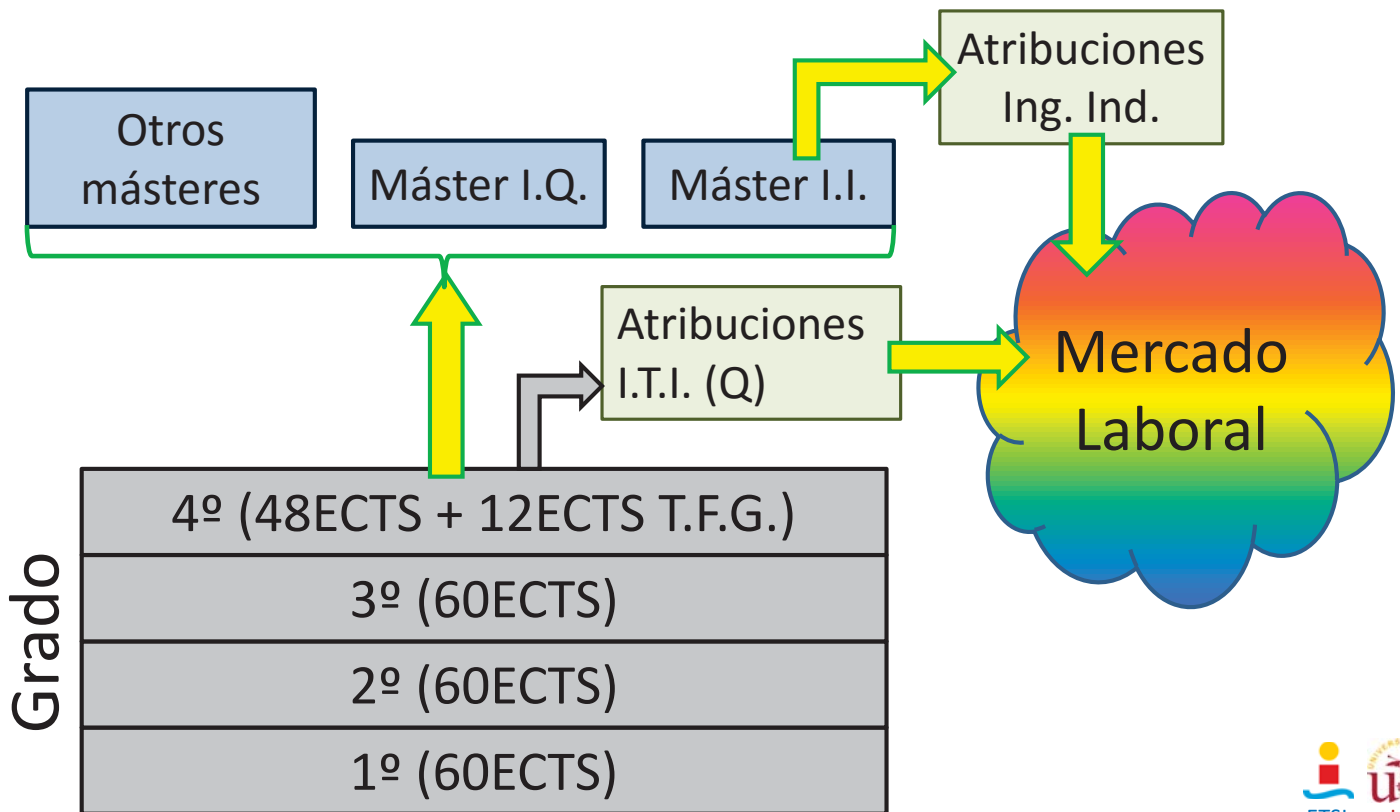 Atribuciones
Ing. Ind.
Otros
másteres
Máster I.Q.
Máster I.I.
Atribuciones
I.T.I. (Q)
Mercado
Laboral
Grado
4º (48ECTS + 12ECTS T.F.G.)
3º (60ECTS)
2º (60ECTS)
1º (60ECTS)